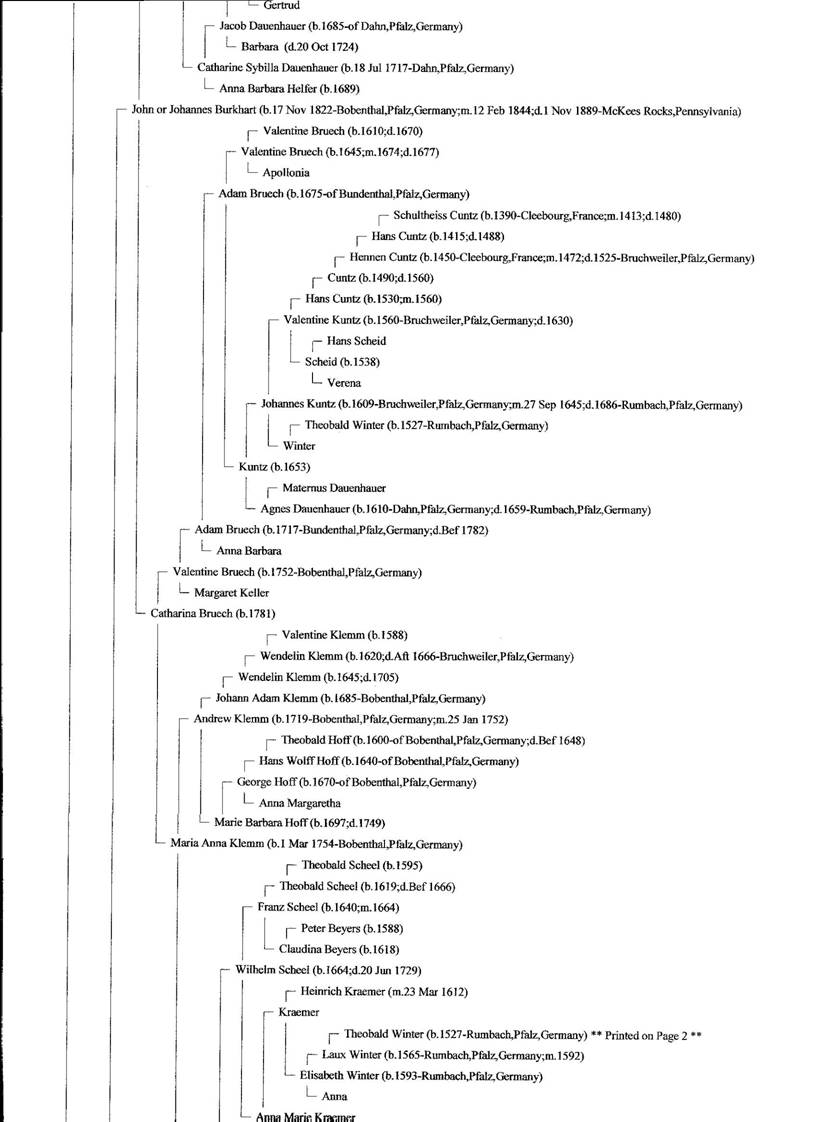 Gertrud
Jacob Dauenhauer (b.1685-of Dahn,Pfalz,Germany)
Barbara (d.20 Oct 1724)
Catharine Sybilla Dauenhauer (b.18 Jul 1717-Dahn,Pfalz,Germany)
Anna Barbara Helfer (b.1689)
John or Johannes Burkhart (b.17 Nov 1822-Bobenthal,Pfalz,Germany;m.12 Feb 1844;d.1 Nov 1889-McKees Rocks,Pennsylvania)
Valentine Bruech (b.1610;d.1670)
Valentine Bruech (b.1645;m.1674;d.1677)
Apollonia
Adam Bruech (b.1675-of Bundenthal,Pfalz,Germany)
Schultheiss Cuntz (b.1390-Cleebourg,France;m.1413;d.1480)
Hans Cuntz (b.1415;d.1488)
Hennen Cuntz (b.1450-Cleebourg,France;m.1472;d.1525-Bruchweiler,Pfalz,Germany)
Cuntz (b.1490;d.1560)
Hans Cuntz (b.1530;m.1560)
Valentine Kuntz (b.1560-Bruchweiler,Pfalz,Germany;d.1630)
Hans Scheid
Scheid (b.1538)
Verena
Johannes Kuntz (b.1609-Bruchweiler,Pfalz,Germany;m.27 Sep 1645;d.1686-Rumbach,Pfalz,Germany)
Theobald Winter (b.1527-Rumbach,Pfalz,Germany)
Winter
Kuntz (b.1653)
Maternus Dauenhauer
Agnes Dauenhauer (b.1610-Dahn,Pfalz,Germany;d.1659-Rumbach,Pfalz,Germany)
Adam Bruech (b.1717-Bundenthal,Pfalz,Germany;d.Bef 1782)
Anna Barbara
Valentine Bruech (b.1752-Bobenthal,Pfalz,Germany)
Margaret Keller
Catharina Bruech (b.1781)
Valentine Klemm (b.1588)
Wendelin Klemm (b.1620;d.Aft 1666-Bruchweiler,Pfalz,Germany)
Wendelin Klemm (b.1645;d.1705)
Johann Adam Klemm (b.1685-Bobenthal,Pfalz,Germany)
Andrew Klemm (b.1719-Bobenthal,Pfalz,Germany;m.25 Jan 1752)
Theobald Hoff (b.1600-of Bobenthal,Pfalz,Germany;d.Bef 1648)
Hans Wolff Hoff (b.1640-of Bobenthal,Pfalz,Germany)
George Hoff (b.1670-of Bobenthal,Pfalz,Germany)
Anna Margaretha
Marie Barbara Hoff (b.1697;d.1749)
Maria Anna Klemm (b.1 Mar 1754-Bobenthal,Pfalz,Germany)
Theobald Scheel (b.1595)
Theobald Scheel (b.1619;d.Bef 1666)
Franz Scheel (b.1640;m.1664)
Peter Beyers (b.1588)
Claudina Beyers (b.1618)
Wilhelm Scheel (b.1664;d.20 Jun 1729)
Heinrich Kraemer (m.23 Mar 1612)
Kraemer
Theobald Winter (b.1527-Rumbach,Pfalz,Germany) ** Printed on Page 2 **
Laux Winter (b.1565-Rumbach,Pfalz,Germany;m.1592)
Elisabeth Winter (b.1593-Rumbach,Pfalz,Germany)
Anna
Anna Marie Kraemer